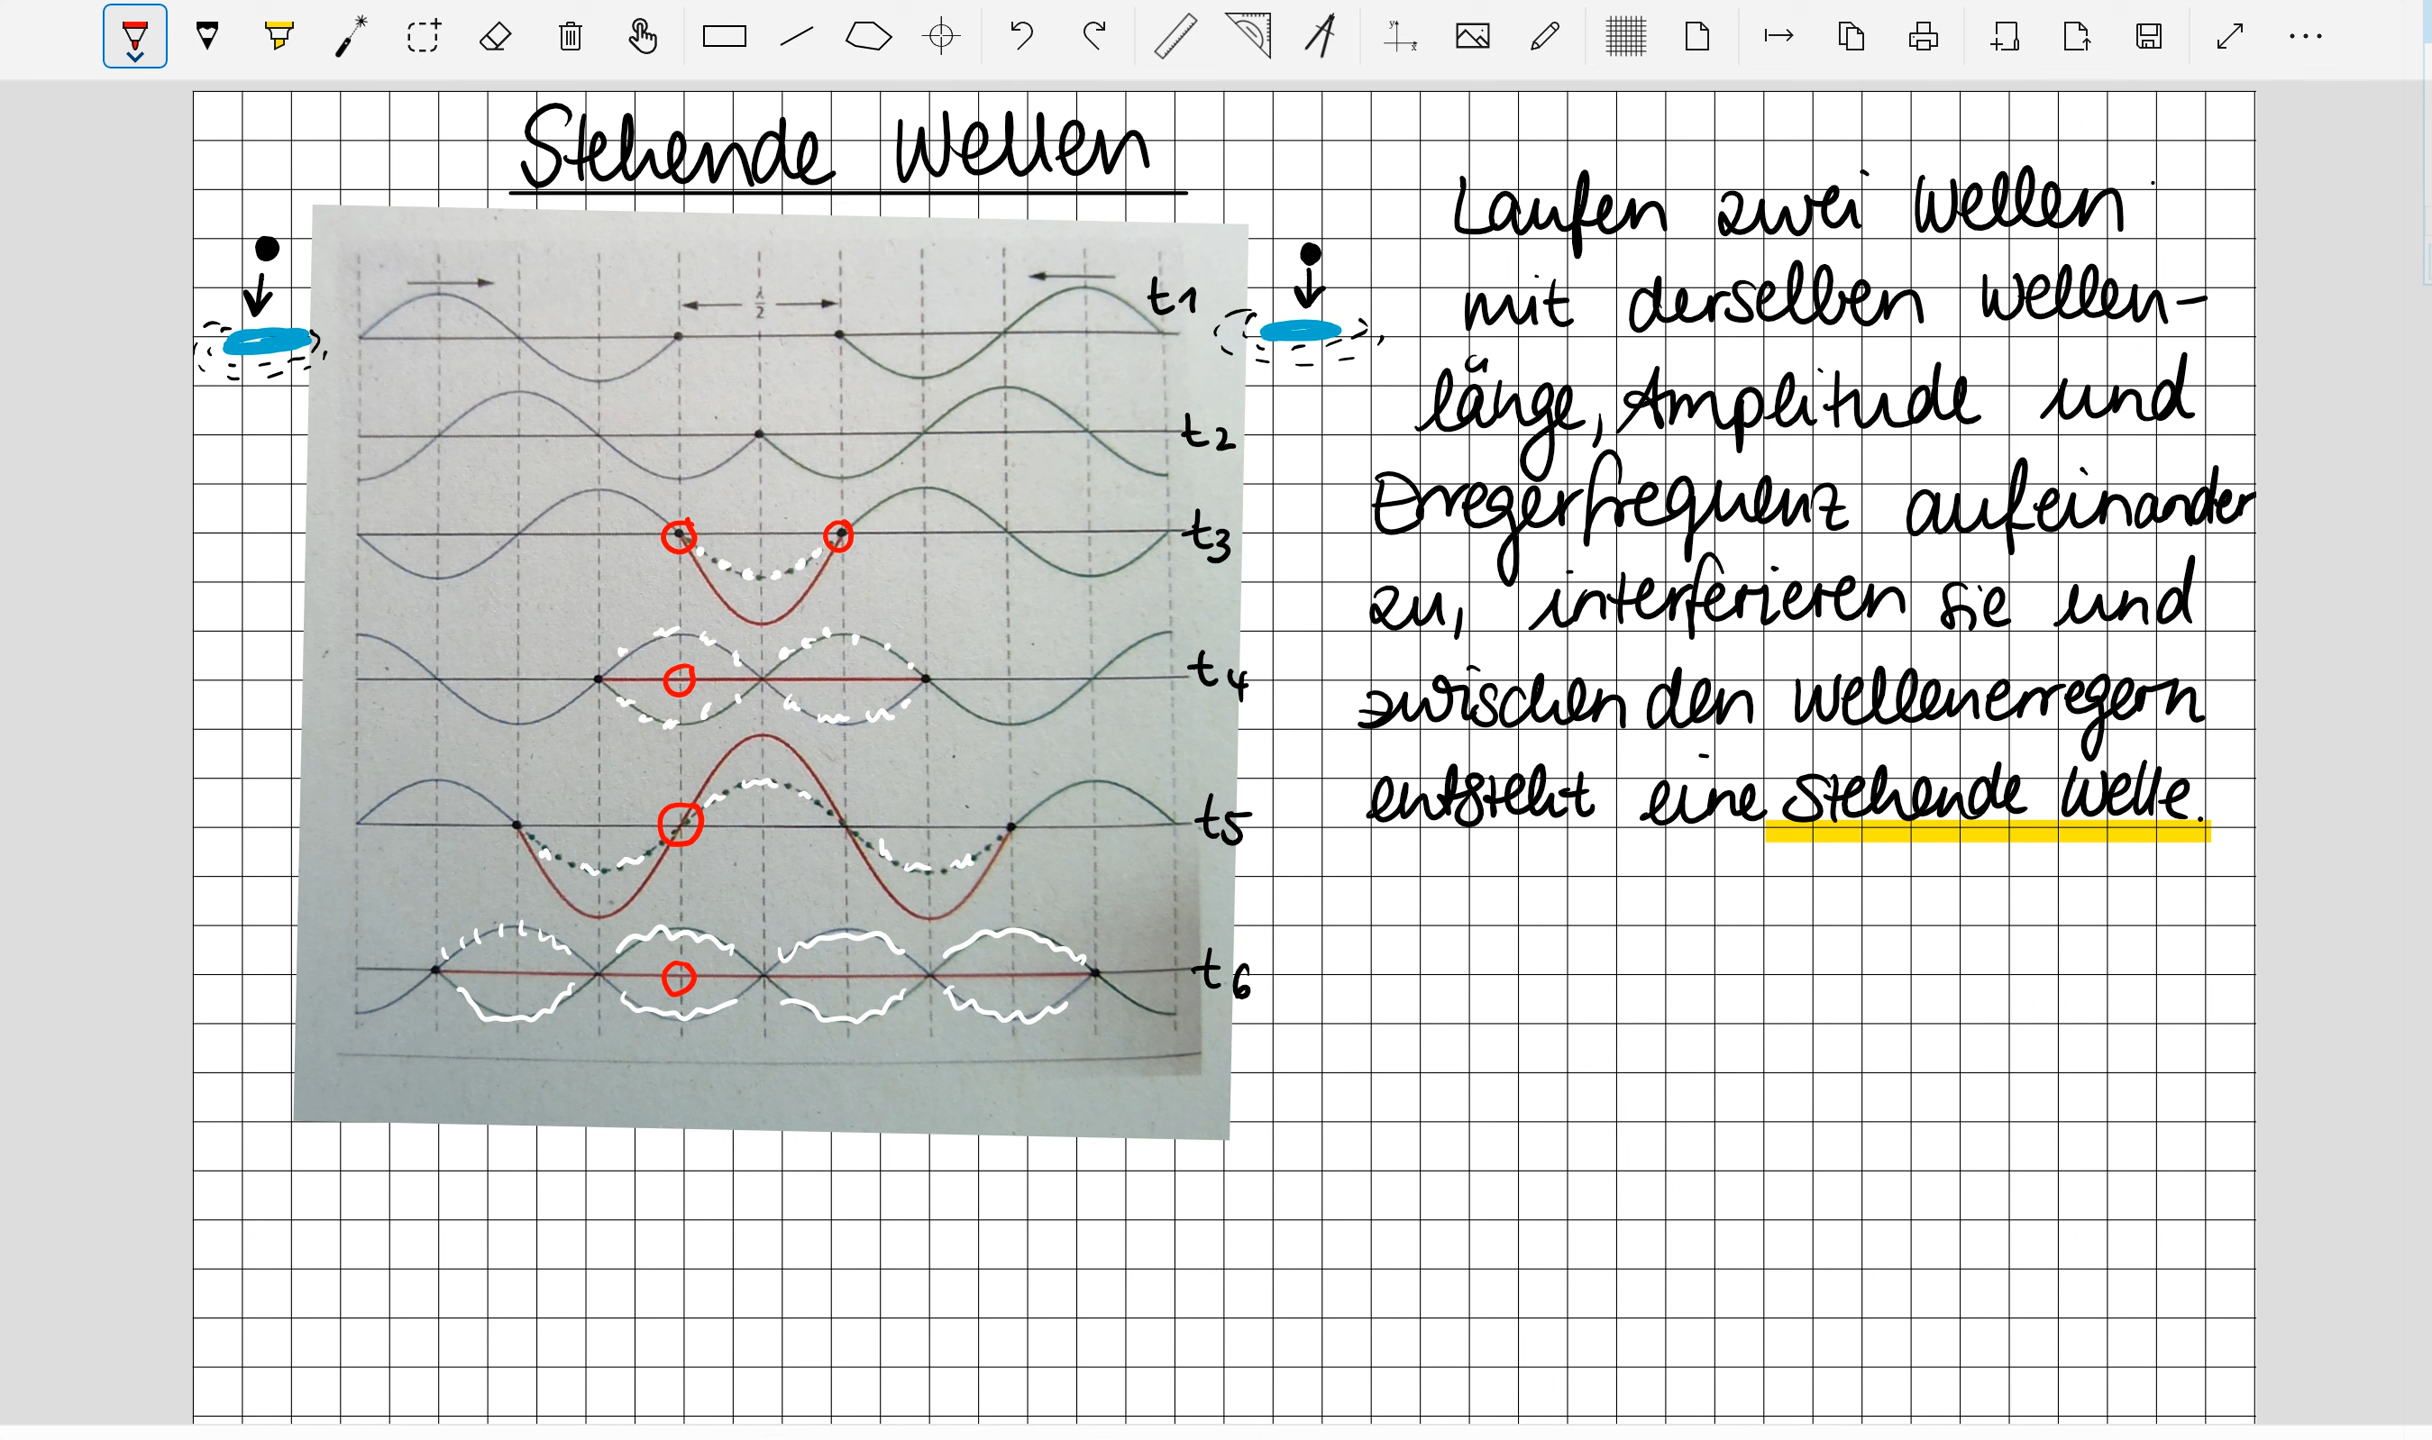 Stehende Wellen
λ/2
t1
t2
t3
t4
t5
t6
Laufen zwei Wellen
mit derselben Wellen-
länge, Amplitude und
Erregerfrequenz aufeinander
zu, interferieren sie und
zwischen den Wellenerregern
entsteht eine stehende Welle.